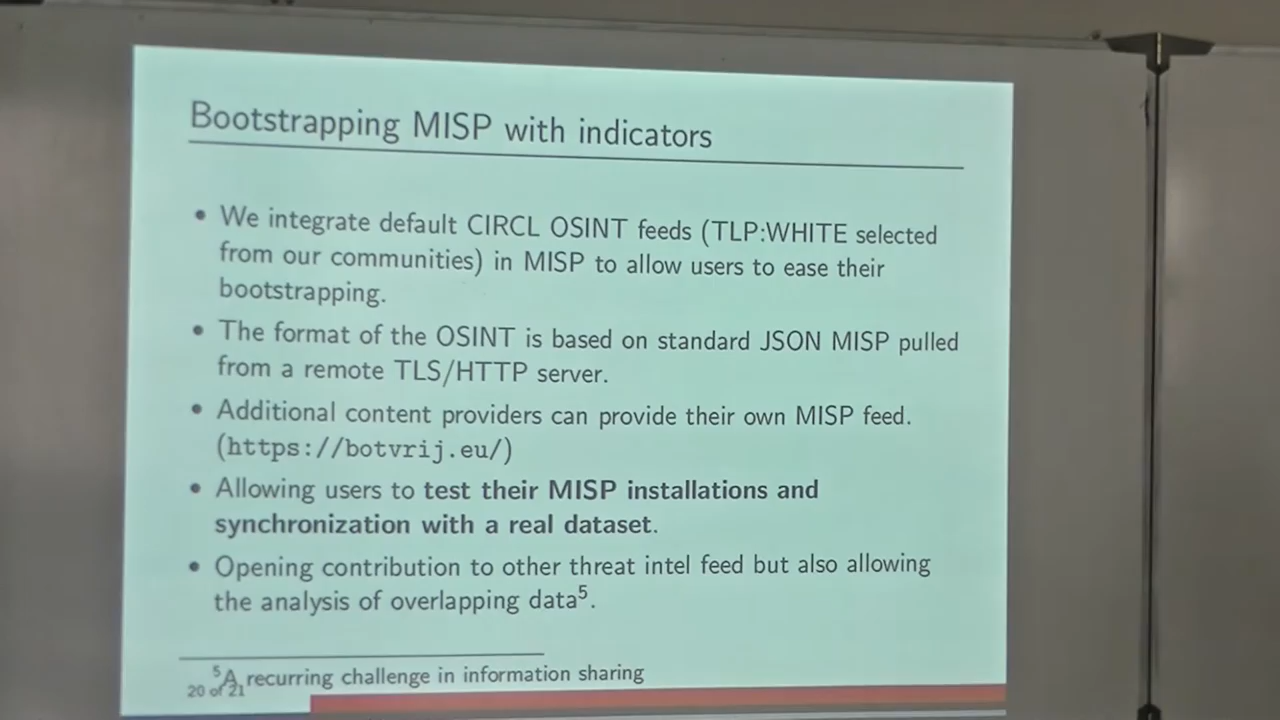 Bootstrapping MISP with indicators
• We integrate default CIRCL OSINT feeds (TLP:WHITE selected
from our communities) in MISP to allow users to ease their
bootstrapping.
• The format of the OSINT is based on standard JSON MISP pulled
from a remote TLS/HTTP server.
• Additional content providers can provide their own MISP feed.
(https://botvrij.eu/)
• Allowing users to test their MISP installations and
synchronization with a real dataset.
• Opening contribution to other threat intel feed but also allowing
the analysis of overlapping data⁵.
⁵A recurring challenge in information sharing
20 of 21